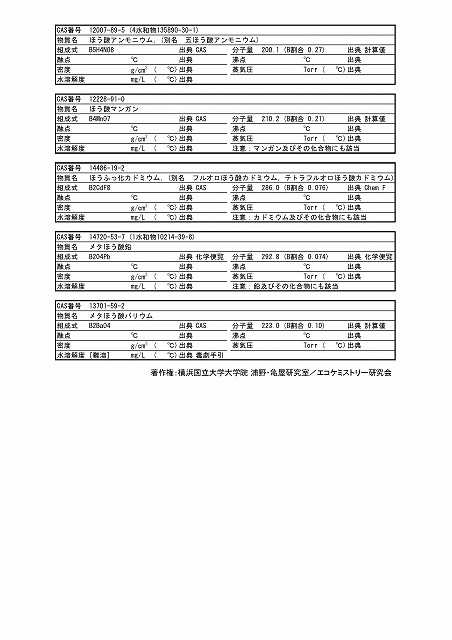 CAS番号 12007-89-5 (4水和物135890-30-1)
物質名 ほう酸アンモニウム, (別名 五ほう酸アンモニウム)
組成式 B5H4N08 出典 CAS 分子量 200.1 (B割合 0.27) 出典 計算値
融点 ℃ 出典 沸点 ℃ 出典
密度 g/cm³ ( ℃) 出典 蒸気圧 Torr ( ℃) 出典
水溶解度 mg/L ( ℃) 出典
CAS番号 12228-91-0
物質名 ほう酸マンガン
組成式 B4Mn07 出典 CAS 分子量 210.2 (B割合 0.21) 出典 計算値
融点 ℃ 出典 沸点 ℃ 出典
密度 g/cm³ ( ℃) 出典 蒸気圧 Torr ( ℃) 出典
水溶解度 mg/L ( ℃) 出典 注意:マンガン及びその化合物にも該当
CAS番号 14486-19-2
物質名 ほうふっ化カドミウム, (別名 フルオロほう酸カドミウム, テトラフルオロほう酸カドミウム)
組成式 B2CdF8 出典 CAS 分子量 286.0 (B割合 0.076) 出典 Chem F
融点 ℃ 出典 沸点 ℃ 出典
密度 g/cm³ ( ℃) 出典 蒸気圧 Torr ( ℃) 出典
水溶解度 mg/L ( ℃) 出典 注意:カドミウム及びその化合物にも該当
CAS番号 14720-53-7 (1水和物10214-39-8)
物質名 メタほう酸鉛
組成式 B204Pb 出典 化学便覧 分子量 292.8 (B割合 0.074) 出典 化学便覧
融点 ℃ 出典 沸点 ℃ 出典
密度 g/cm³ ( ℃) 出典 蒸気圧 Torr ( ℃) 出典
水溶解度 mg/L ( ℃) 出典 注意:鉛及びその化合物にも該当
CAS番号 13701-59-2
物質名 メタほう酸バリウム
組成式 B2Ba04 出典 CAS 分子量 223.0 (B割合 0.10) 出典 計算値
融点 ℃ 出典 沸点 ℃ 出典
密度 g/cm³ ( ℃) 出典 蒸気圧 Torr ( ℃) 出典
水溶解度 [難溶] mg/L ( ℃) 出典 毒劇手引
著作権:横浜国立大学大学院 浦野・亀屋研究室/エコケミストリー研究会